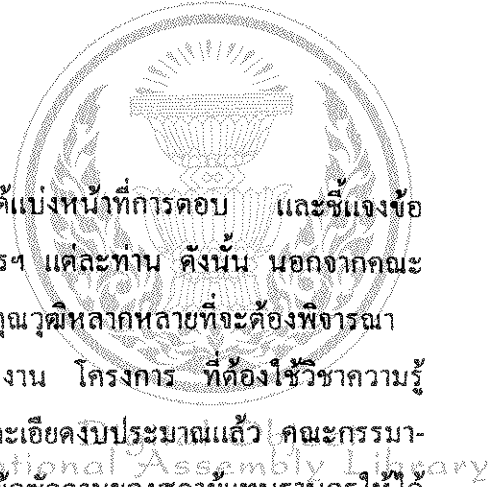 ด้แบ่งหน้าที่การตอบ และชี้แจงข้อ
รฯ แต่ละท่าน ดังนั้น นอกจากคณะ
คุณวุฒิหลากหลายที่จะต้องพิจารณา
งาน โครงการ ที่ต้องใช้วิชาความรู้
ะเอียดงบประมาณแล้ว คณะกรรมา-
ational Assembly Library